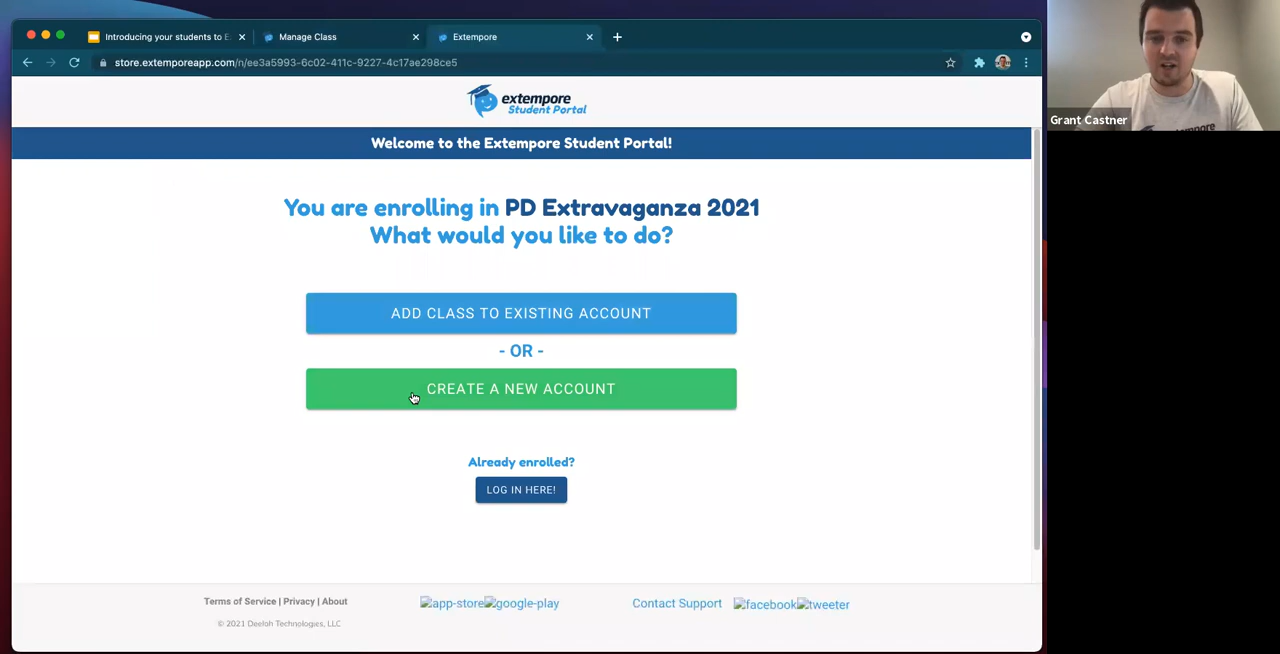 Introducing your students to E
Manage Class
Extempore
store.extemporeapp.com/n/ee3a5993-6c02-411c-9227-4c17ae298ce5
extempore
Student Portal
Welcome to the Extempore Student Portal!
You are enrolling in PD Extravaganza 2021
What would you like to do?
ADD CLASS TO EXISTING ACCOUNT
- OR -
CREATE A NEW ACCOUNT
Already enrolled?
LOG IN HERE!
Terms of Service | Privacy | About
© 2021 Deelah Technologies, LLC
app-store google-play
Contact Support
facebook tweeter
Grant Castner